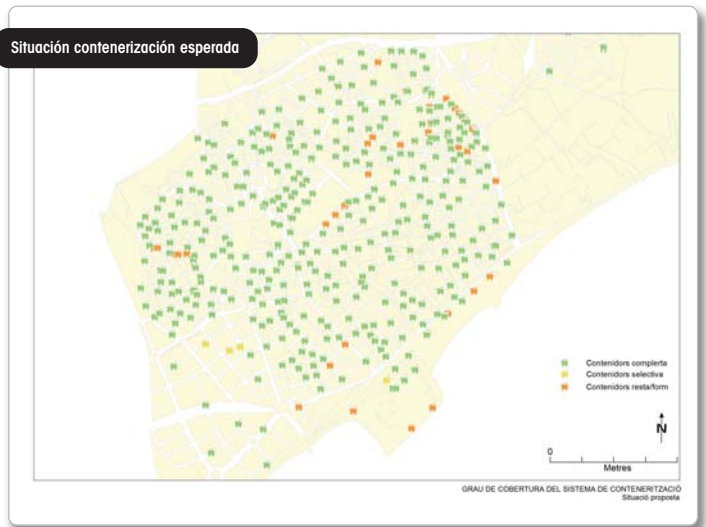 Situación contenerización esperada
Contenidors complerta
Contenidors selectiva
Contenidors resta/form
N
0
Metres
GRAU DE COBERTURA DEL SISTEMA DE CONTENERITZACIÓ
Situació proposta